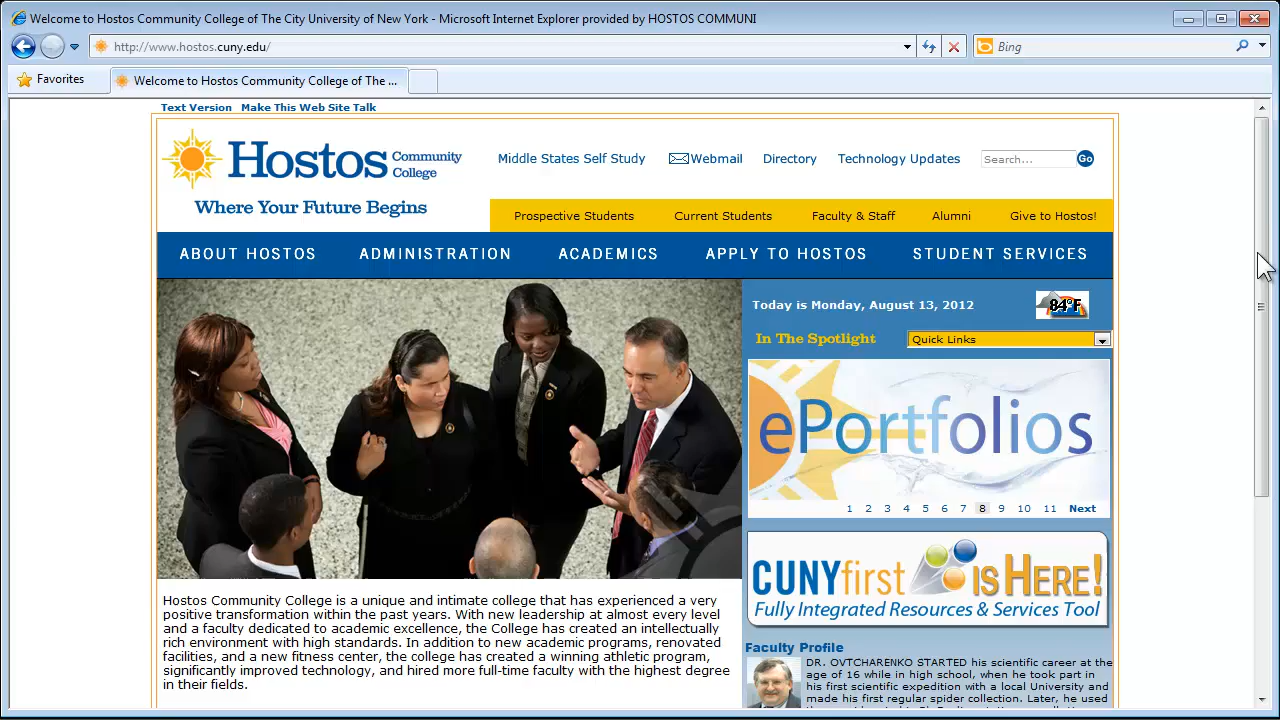 Welcome to Hostos Community College of The City University of New York - Microsoft Internet Explorer provided by HOSTOS COMMUNI
http://www.hostos.cuny.edu/
Bing
Favorites
Welcome to Hostos Community College of The ...
Text Version Make This Web Site Talk
Hostos Community College
Where Your Future Begins
Middle States Self Study Webmail Directory Technology Updates Search... Go
Prospective Students Current Students Faculty & Staff Alumni Give to Hostos!
ABOUT HOSTOS ADMINISTRATION ACADEMICS APPLY TO HOSTOS STUDENT SERVICES
Today is Monday, August 13, 2012 84°F
In The Spotlight Quick Links
ePortfolios
1 2 3 4 5 6 7 8 9 10 11 Next
CUNYfirst IS HERE!
Fully Integrated Resources & Services Tool
Hostos Community College is a unique and intimate college that has experienced a very
positive transformation within the past years. With new leadership at almost every level
and a faculty dedicated to academic excellence, the College has created an intellectually
rich environment with high standards. In addition to new academic programs, renovated
facilities, and a new fitness center, the college has created a winning athletic program,
significantly improved technology, and hired more full-time faculty with the highest degree
in their fields.
Faculty Profile
DR. OVTCHARENKO STARTED his scientific career at the
age of 16 while in high school, when he took part in
his first scientific expedition with a local University and
made his first regular spider collection. Later, he used